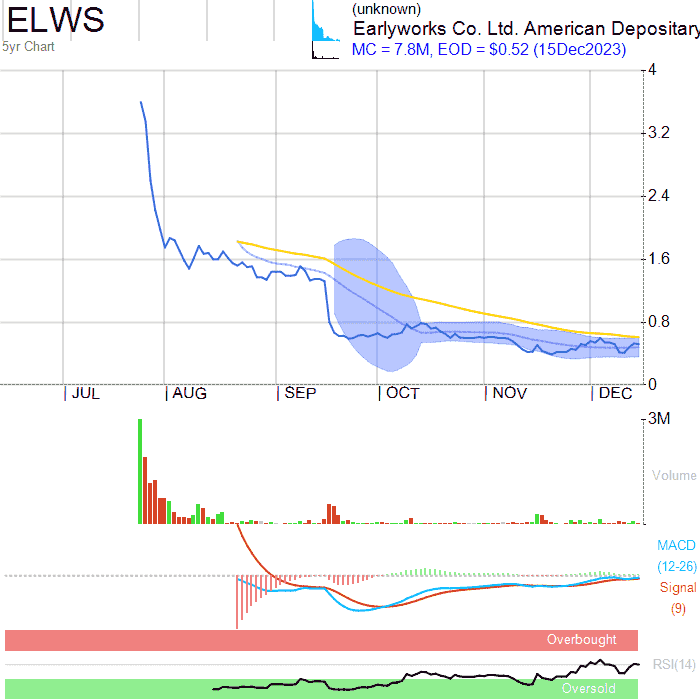 ELWS
5yr Chart
(unknown)
Earlyworks Co. Ltd. American Depositary
MC = 7.8M, EOD = $0.52 (15Dec2023)
4
3.2
2.4
1.6
0.8
0
JUL AUG SEP OCT NOV DEC
3M
Volume
MACD
(12-26)
Signal
(9)
Overbought
RSI(14)
Oversold